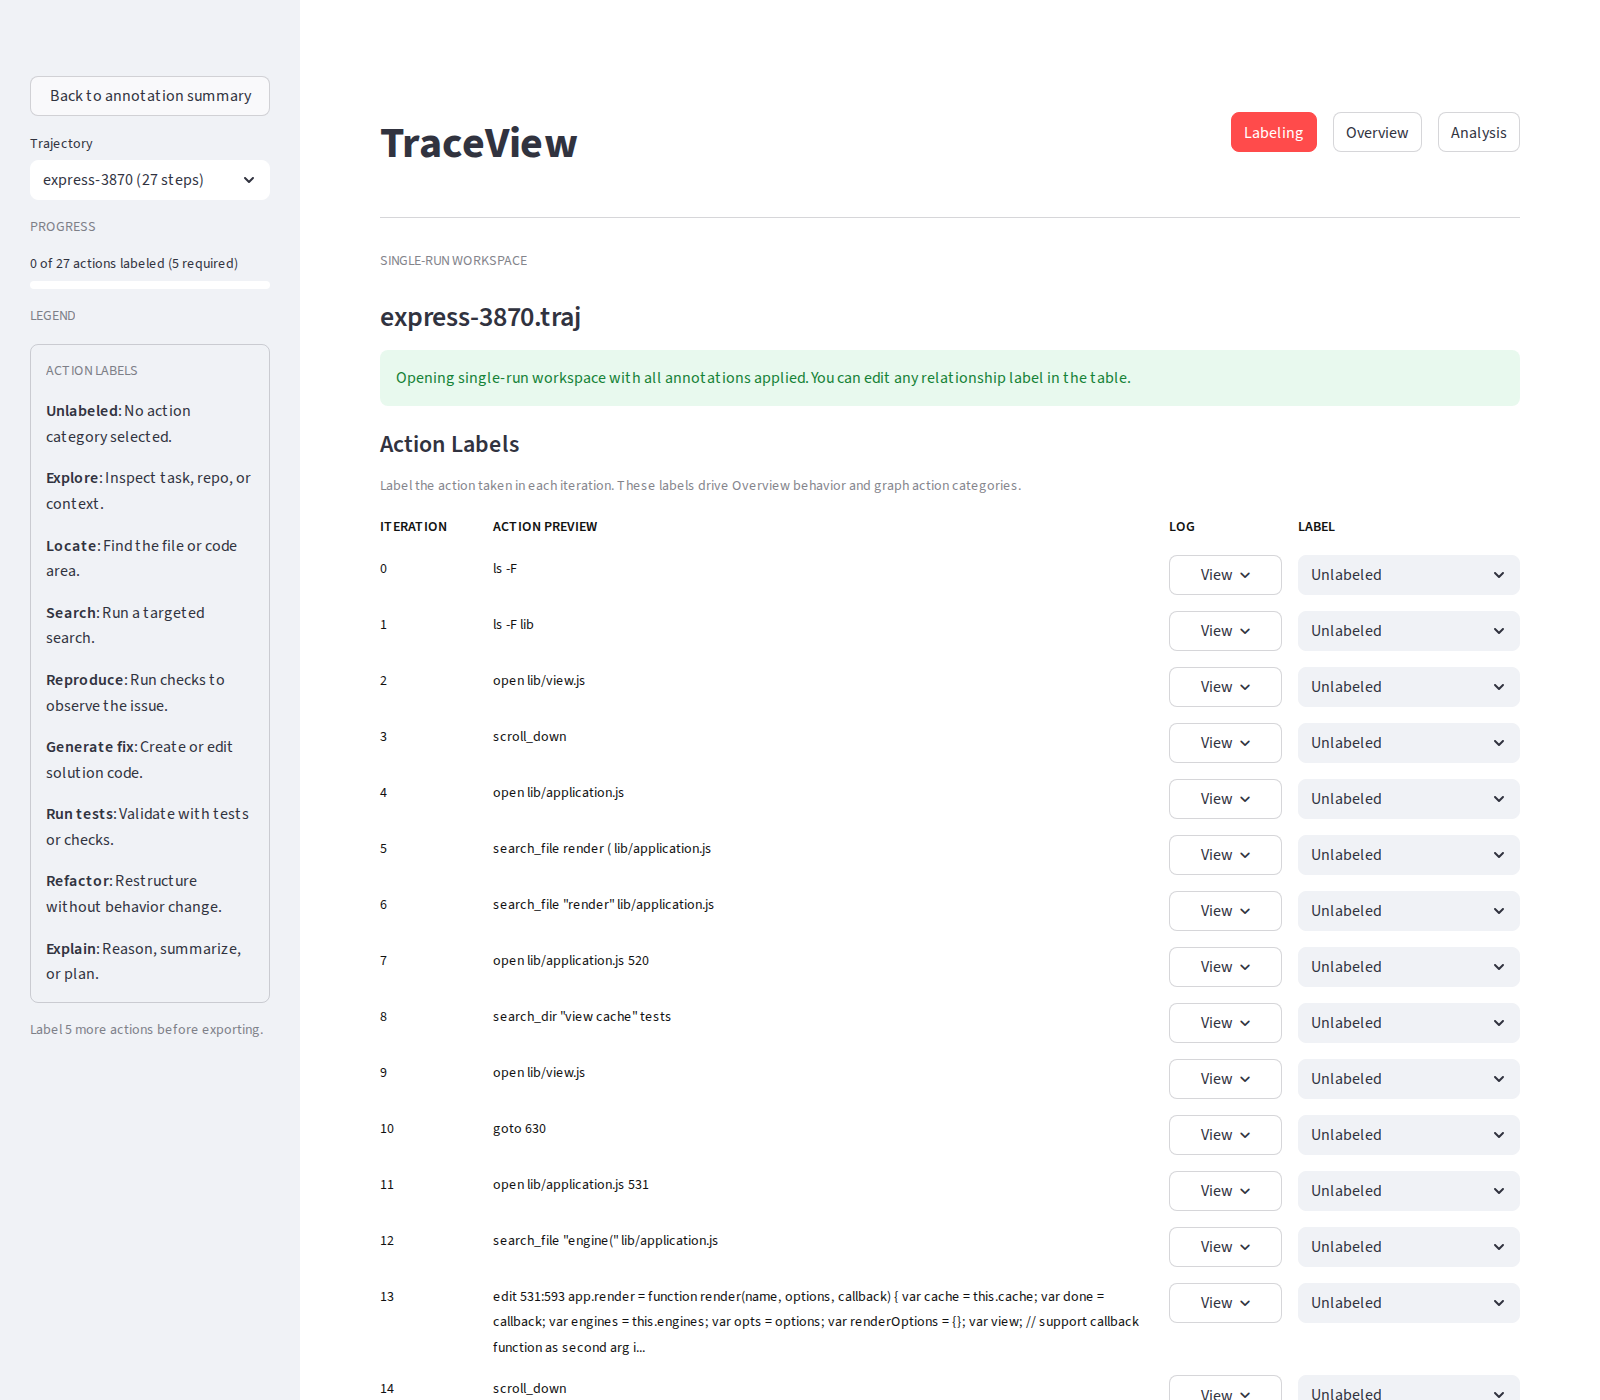 Back to annotation summary
Trajectory
express-3870 (27 steps)
PROGRESS
0 of 27 actions labeled (5 required)
LEGEND
ACTION LABELS
Unlabeled: No action
category selected.
Explore: Inspect task, repo, or
context.
Locate: Find the file or code
area.
Search: Run a targeted
search.
Reproduce: Run checks to
observe the issue.
Generate fix: Create or edit
solution code.
Run tests: Validate with tests
or checks.
Refactor: Restructure
without behavior change.
Explain: Reason, summarize,
or plan.
Label 5 more actions before exporting.
TraceView
Labeling Overview Analysis
SINGLE-RUN WORKSPACE
express-3870.traj
Opening single-run workspace with all annotations applied. You can edit any relationship label in the table.
Action Labels
Label the action taken in each iteration. These labels drive Overview behavior and graph action categories.
ITERATION ACTION PREVIEW LOG LABEL
0 ls -F View Unlabeled
1 ls -F lib View Unlabeled
2 open lib/view.js View Unlabeled
3 scroll_down View Unlabeled
4 open lib/application.js View Unlabeled
5 search_file render ( lib/application.js View Unlabeled
6 search_file "render" lib/application.js View Unlabeled
7 open lib/application.js 520 View Unlabeled
8 search_dir "view cache" tests View Unlabeled
9 open lib/view.js View Unlabeled
10 goto 630 View Unlabeled
11 open lib/application.js 531 View Unlabeled
12 search_file "engine(" lib/application.js View Unlabeled
13 edit 531:593 app.render = function render(name, options, callback) { var cache = this.cache; var done = View Unlabeled
callback; var engines = this.engines; var opts = options; var renderOptions = {}; var view; // support callback
function as second arg i...
14 scroll_down View Unlabeled